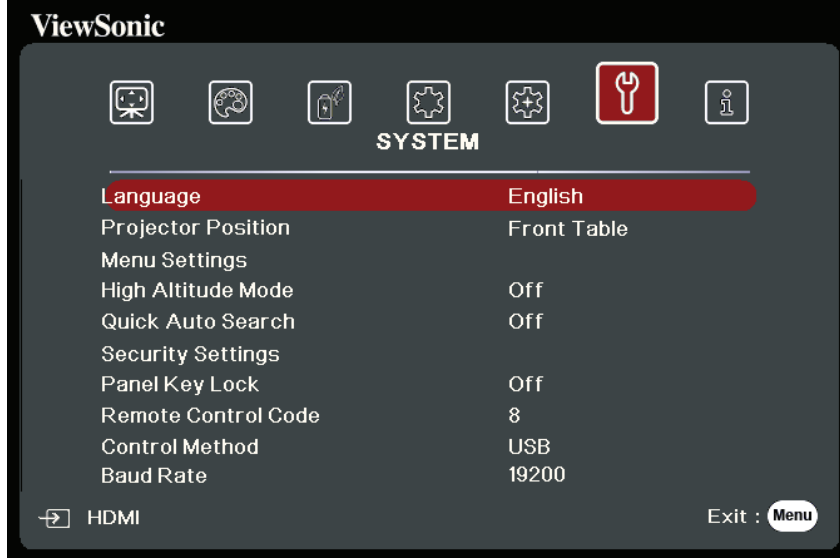 ViewSonic
SYSTEM
Language English
Projector Position Front Table
Menu Settings
High Altitude Mode Off
Quick Auto Search Off
Security Settings
Panel Key Lock Off
Remote Control Code 8
Control Method USB
Baud Rate 19200
HDMI Exit : Menu